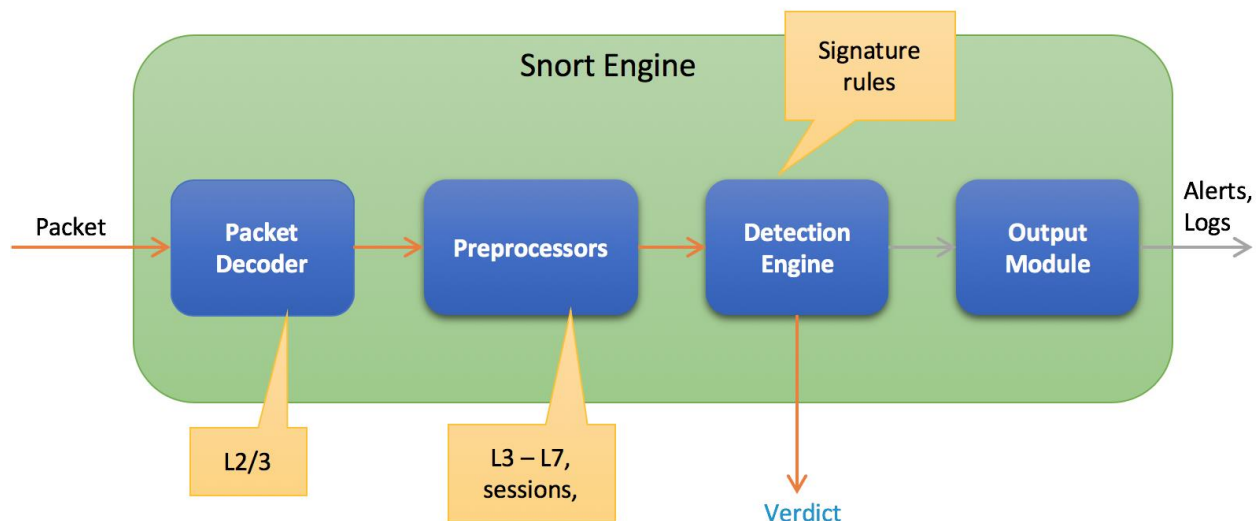 Snort Engine
Signature
rules
Packet
Packet
Decoder
Preprocessors
Detection
Engine
Output
Module
Alerts,
Logs
L2/3
L3 – L7,
sessions,
Verdict